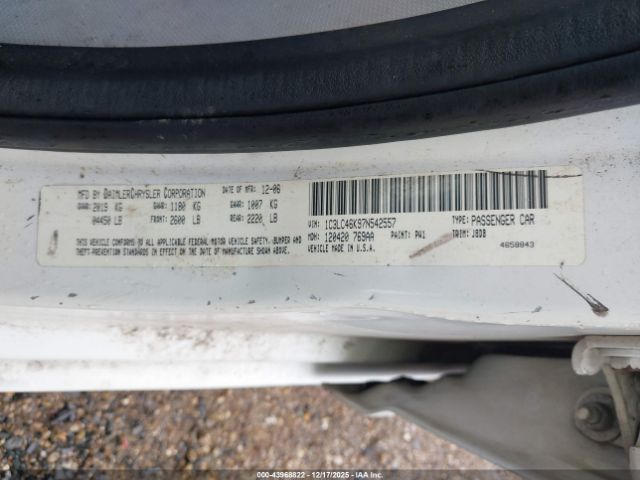 MFD BY DAIMLERCHRYSLER CORPORATION DATE OF MFR: 12-06
GVWR: 2019 KG GAWR: 1180 KG GAWR: 1007 KG
04450 LB FRONT: 2600 LB REAR: 2220 LB
THIS VEHICLE CONFORMS TO ALL APPLICABLE FEDERAL MOTOR VEHICLE SAFETY, BUMPER AND
THEFT-PREVENTION STANDARDS IN EFFECT ON THE DATE OF MANUFACTURE SHOWN ABOVE.
VIN: 1C3LC46K97N542557 TYPE: PASSENGER CAR
MDH: 120420 769AA PAINT: PW1 TRIM: J8DB
VEHICLE MADE IN U.S.A. 4658843
000-43968822 | 12/17/2025 | © IAA, LLC